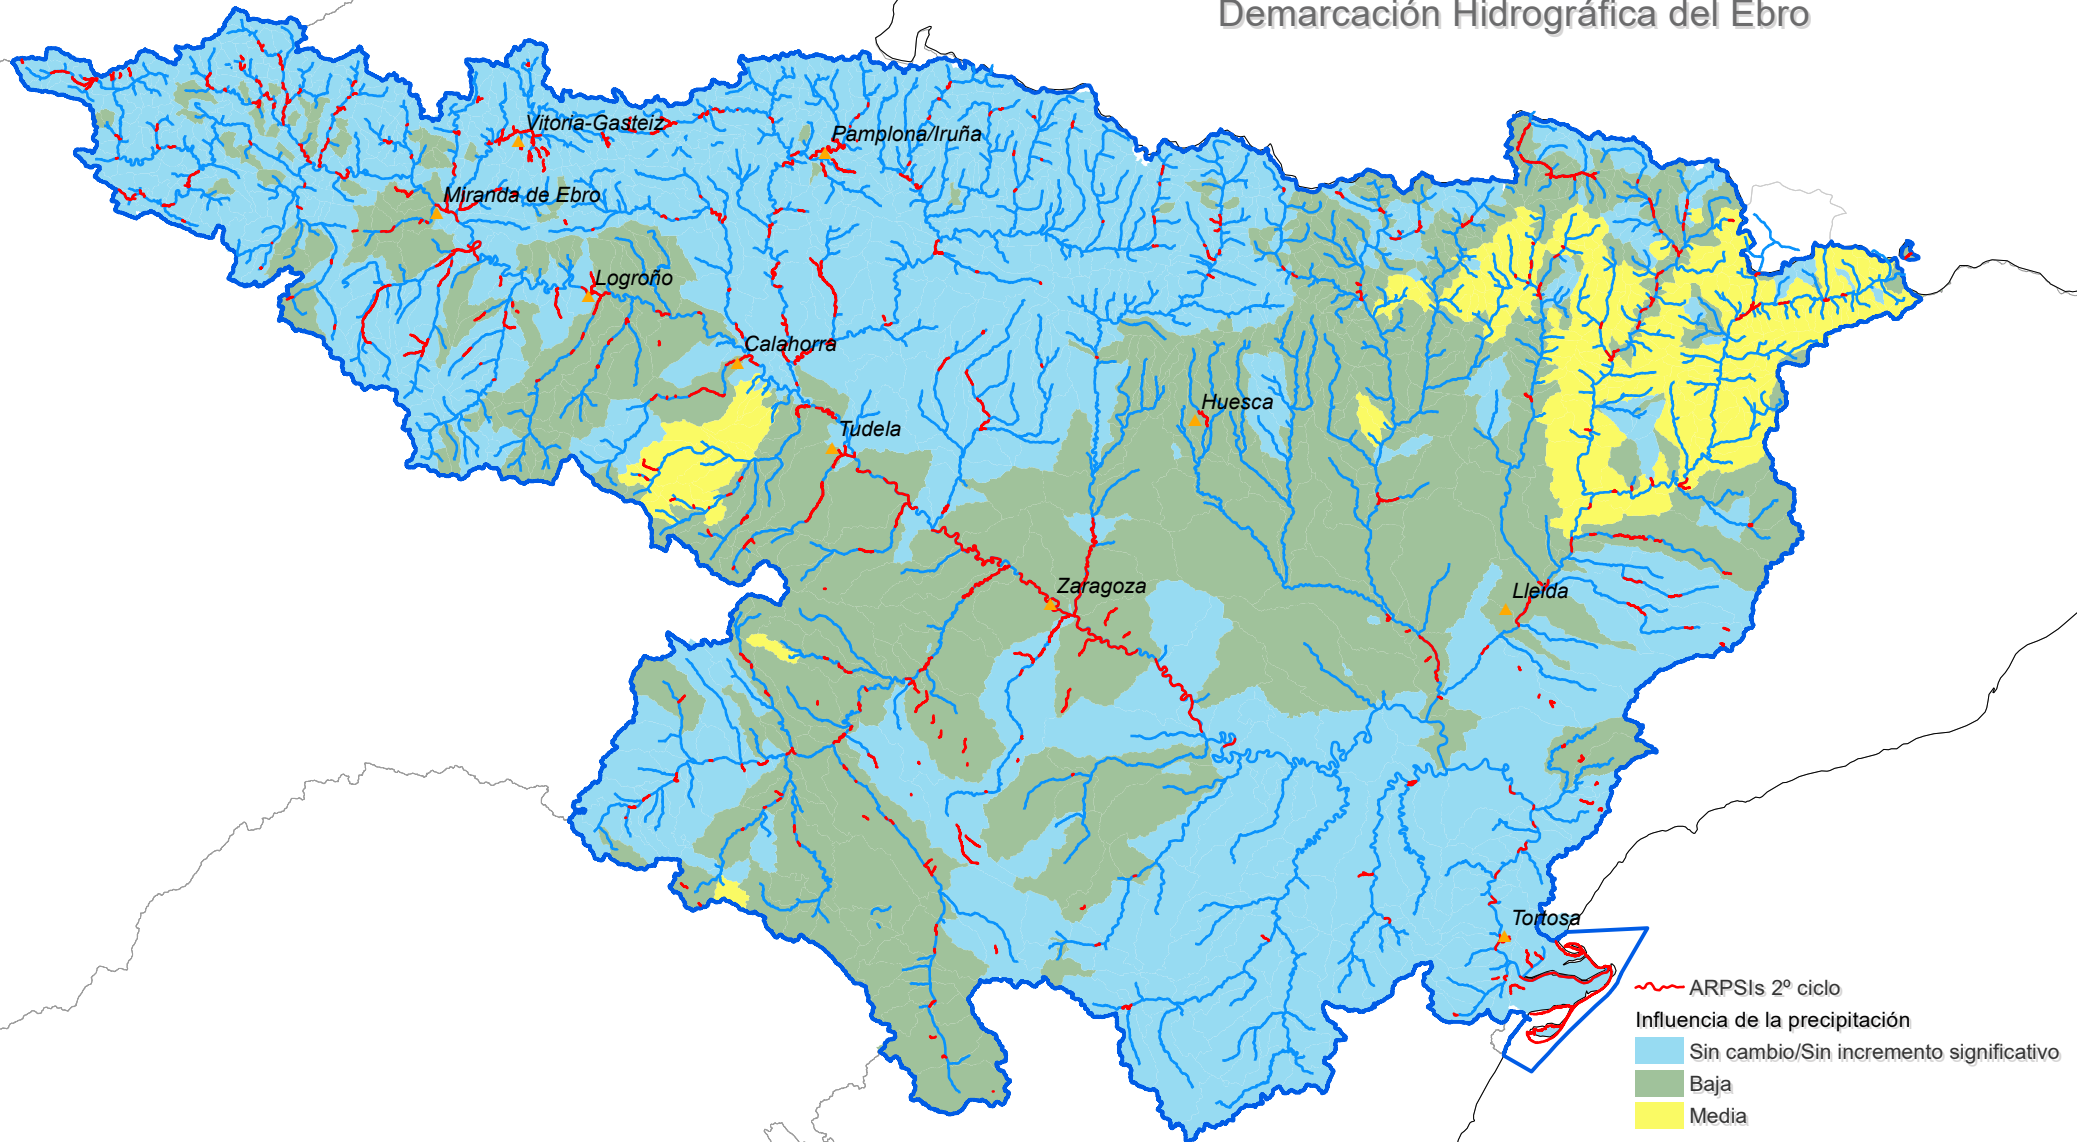 Demarcación Hidrográfica del Ebro
Vitoria-Gasteiz
Pamplona/Iruña
Miranda de Ebro
Logroño
Calahorra
Huesca
Tudela
Zaragoza
Lleida
Tortosa
ARPSIs 2º ciclo
Influencia de la precipitación
Sin cambio/Sin incremento significativo
Baja
Media